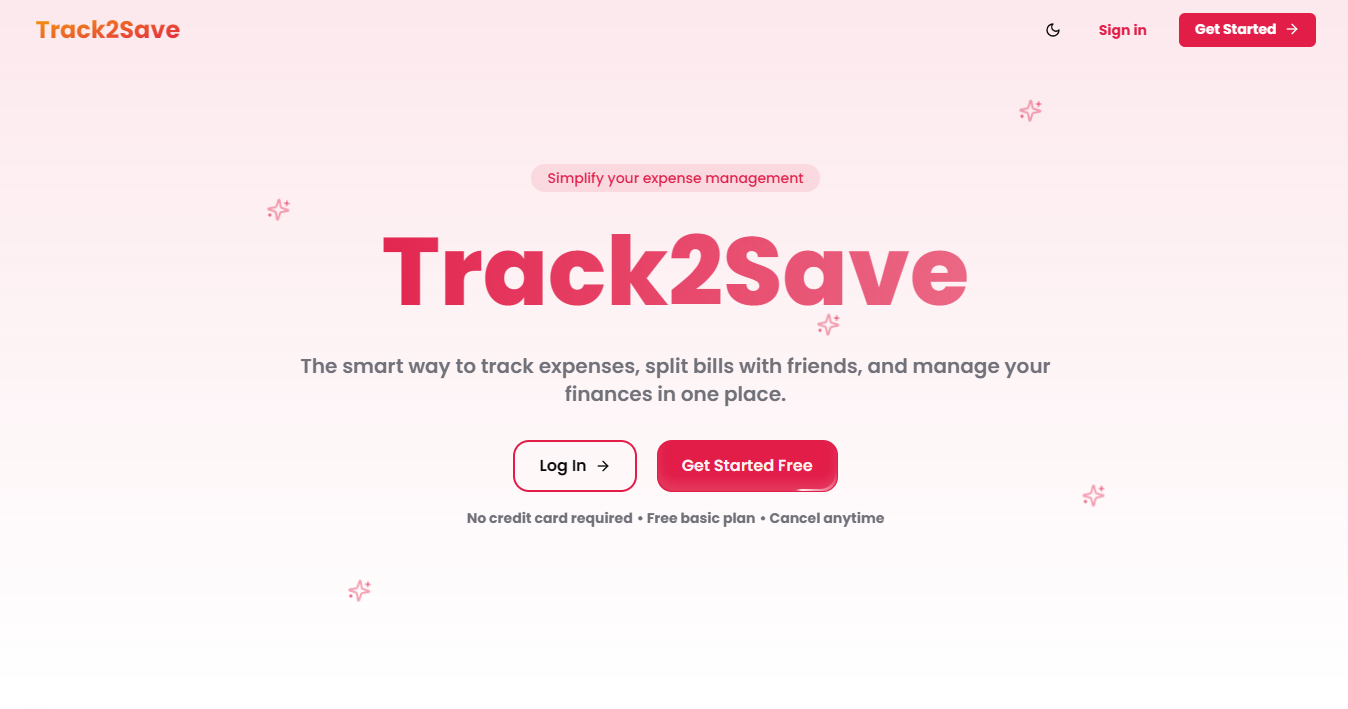 Track2Save
Sign in
Get Started
Simplify your expense management
Track2Save
The smart way to track expenses, split bills with friends, and manage your
finances in one place.
Log In
Get Started Free
No credit card required • Free basic plan • Cancel anytime